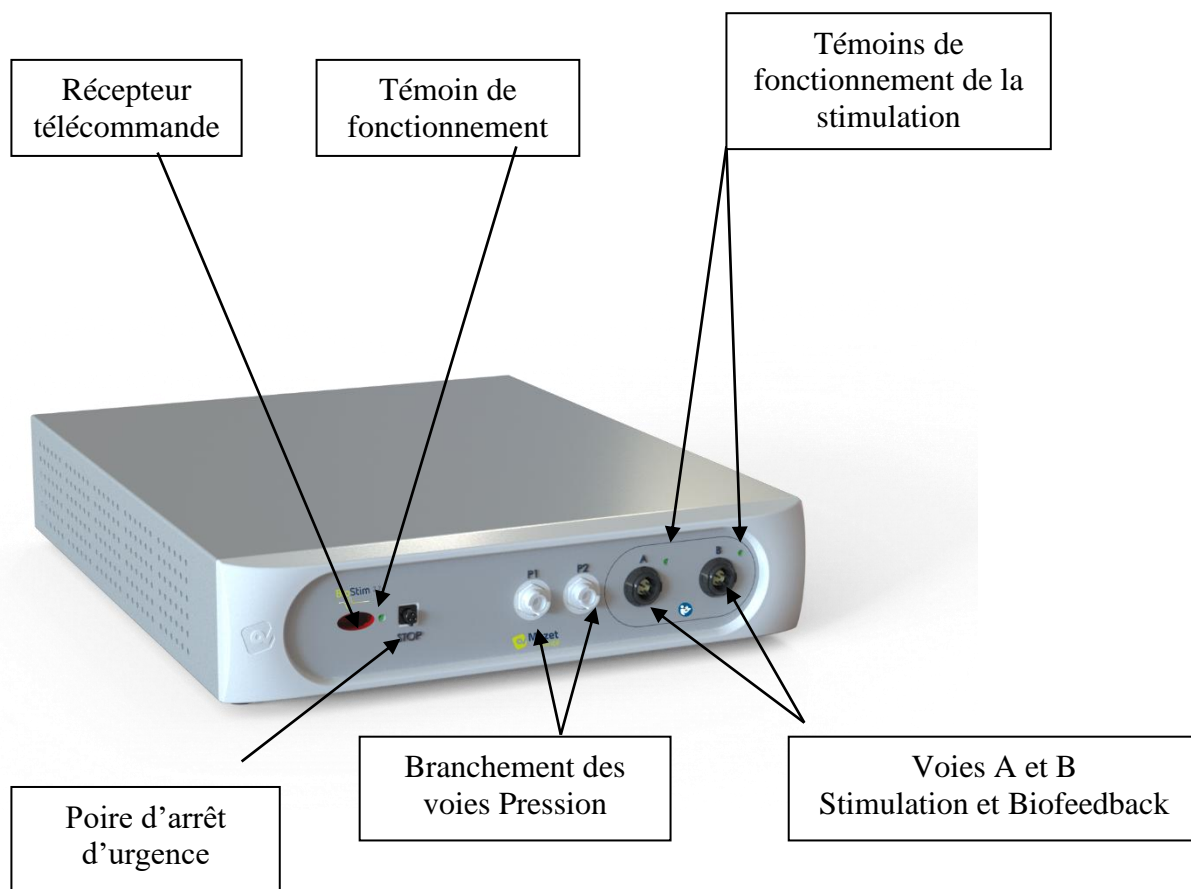 Témoins de
fonctionnement de la
stimulation
Récepteur
télécommande
Témoin de
fonctionnement
P1
P2
A
B
Stim
STOP
Mazet
Branchement des
voies Pression
Voies A et B
Stimulation et Biofeedback
Poire d’arrêt
d’urgence